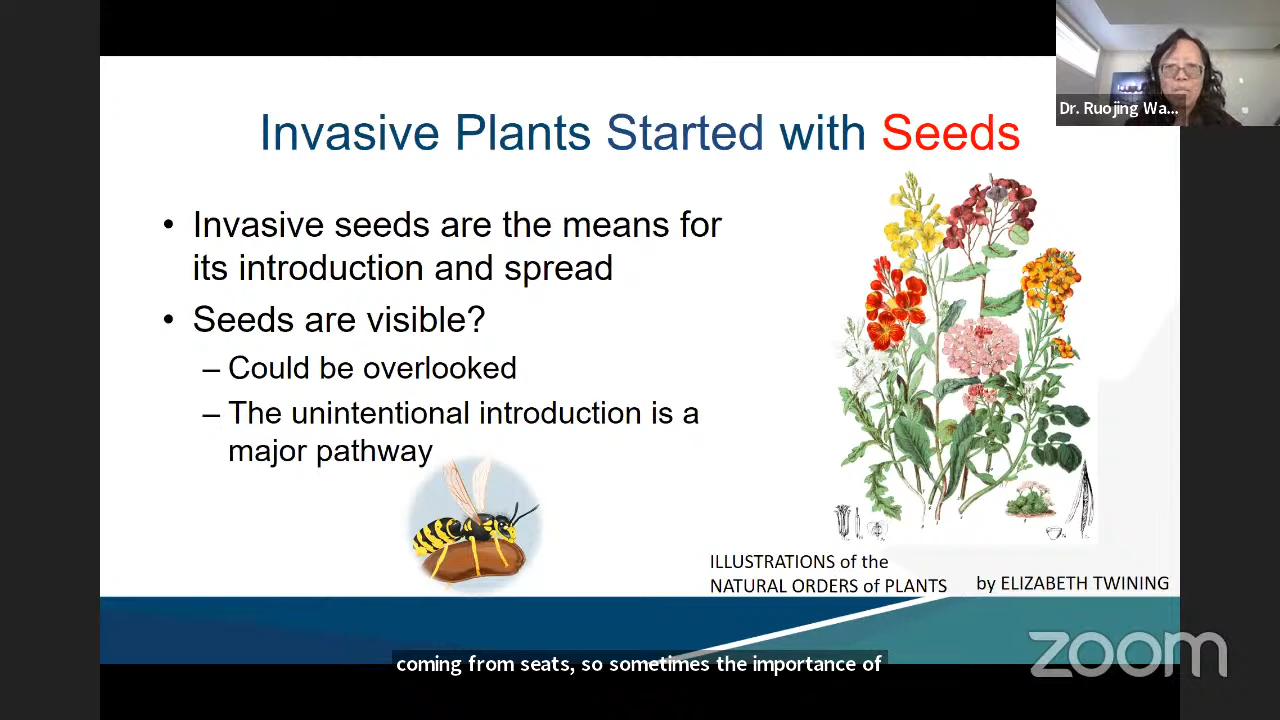 Dr. Ruojing Wa...
Invasive Plants Started with Seeds
• Invasive seeds are the means for
its introduction and spread
• Seeds are visible?
– Could be overlooked
– The unintentional introduction is a
major pathway
ILLUSTRATIONS of the
NATURAL ORDERS of PLANTS by ELIZABETH TWINING
coming from seats, so sometimes the importance of
zoom